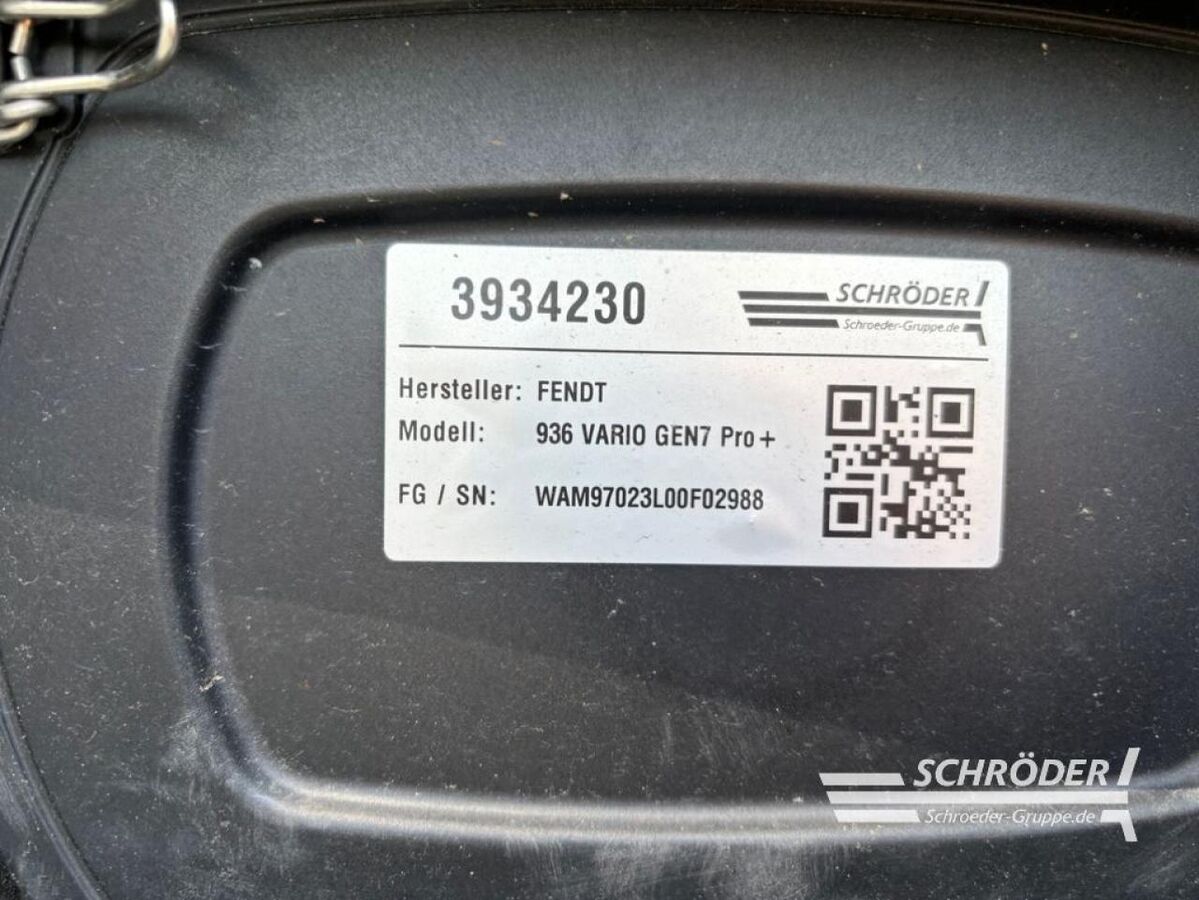 3934230
SCHRÖDER
Schroeder-Gruppe.de
Hersteller: FENDT
Modell: 936 VARIO GEN7 Pro+
FG / SN: WAM97023L00F02988
SCHRÖDER
Schroeder-Gruppe.de